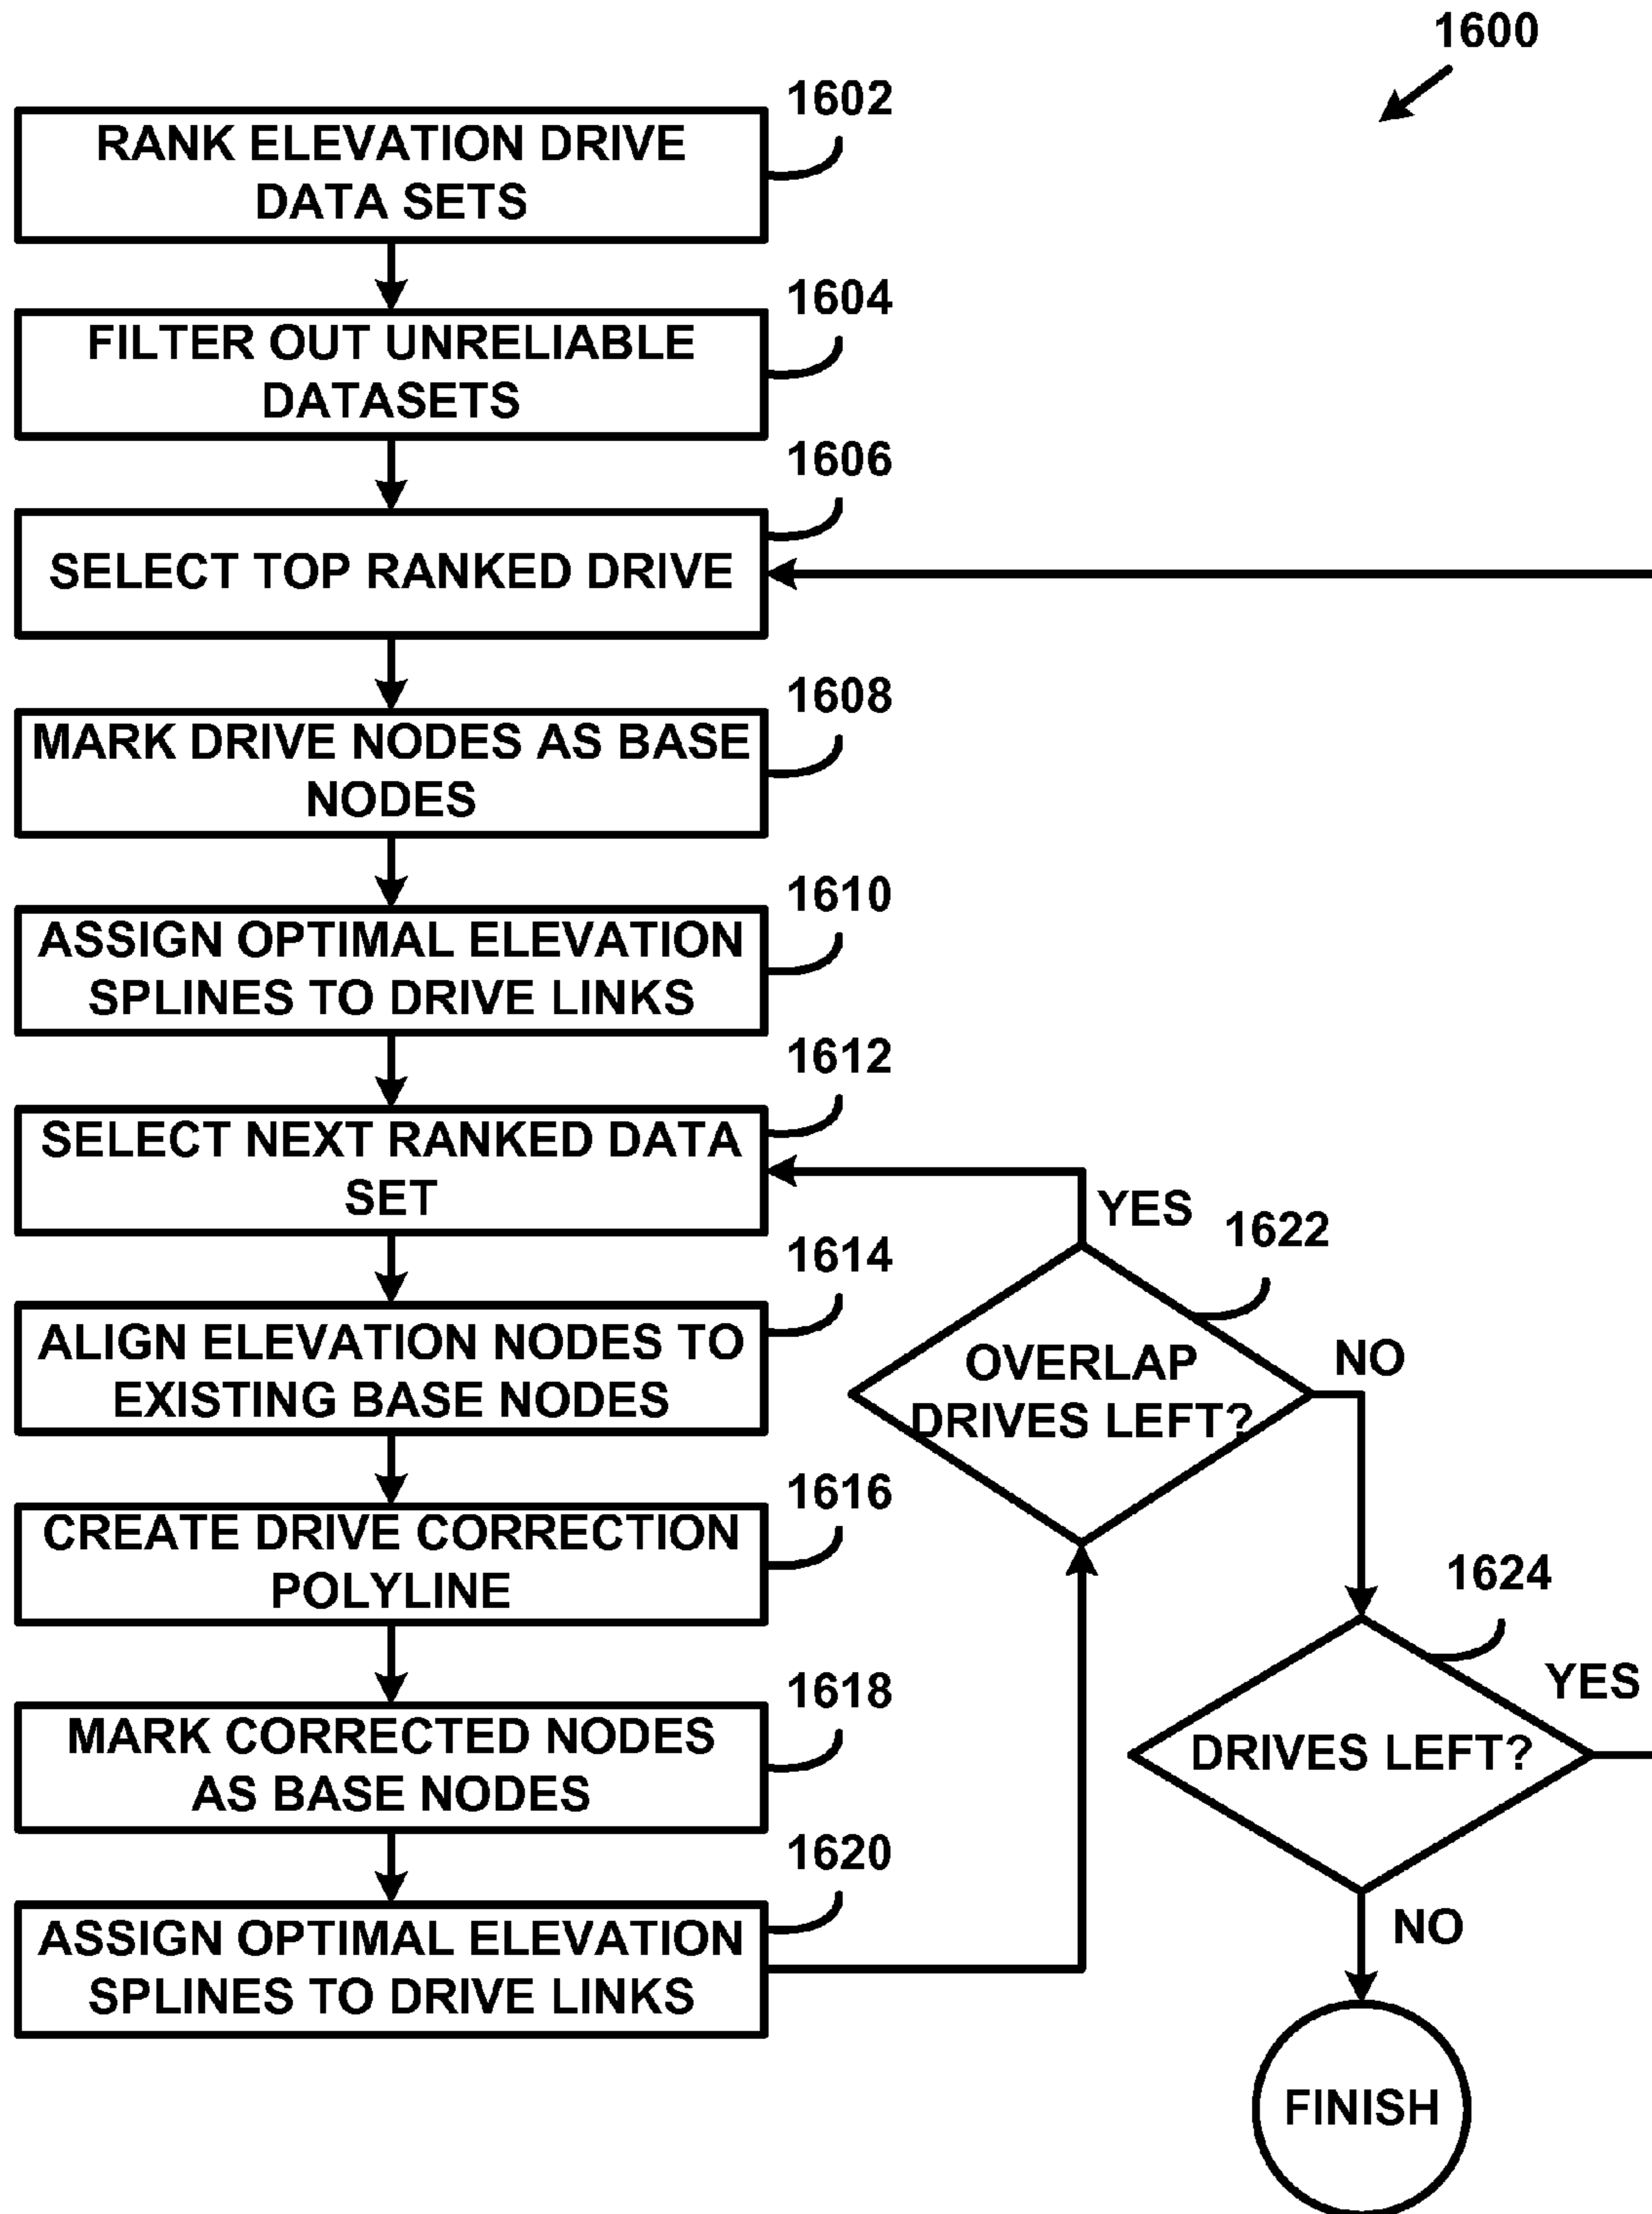 1600
1602
RANK ELEVATION DRIVE
DATA SETS
1604
FILTER OUT UNRELIABLE
DATASETS
1606
SELECT TOP RANKED DRIVE
1608
MARK DRIVE NODES AS BASE
NODES
1610
ASSIGN OPTIMAL ELEVATION
SPLINES TO DRIVE LINKS
1612
SELECT NEXT RANKED DATA
SET
1614
ALIGN ELEVATION NODES TO
EXISTING BASE NODES
1616
CREATE DRIVE CORRECTION
POLYLINE
1618
MARK CORRECTED NODES
AS BASE NODES
1620
ASSIGN OPTIMAL ELEVATION
SPLINES TO DRIVE LINKS
YES
1622
OVERLAP
DRIVES LEFT?
NO
1624
YES
DRIVES LEFT?
NO
FINISH